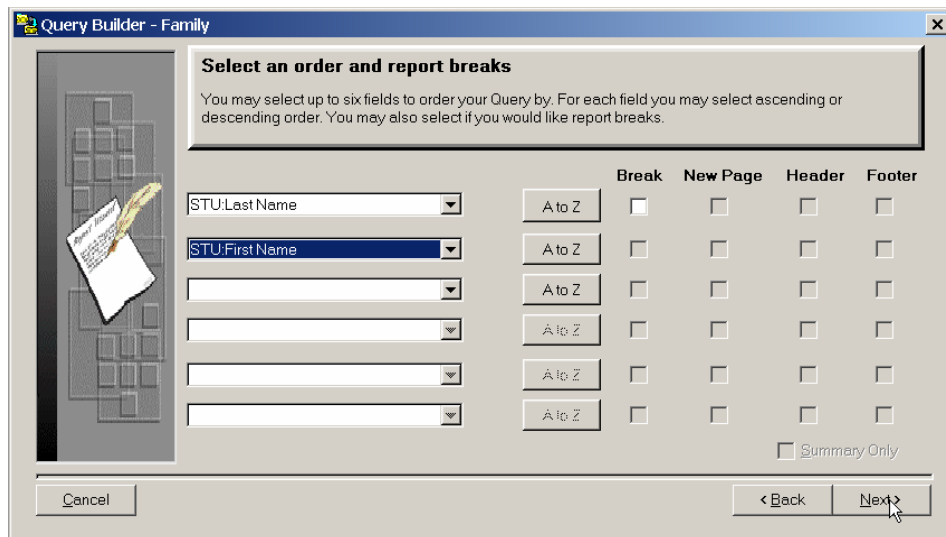 Query Builder - Family
Select an order and report breaks
You may select up to six fields to order your Query by. For each field you may select ascending or
descending order. You may also select if you would like report breaks.
Break New Page Header Footer
STU:Last Name A to Z
STU:First Name A to Z
A to Z
A to Z
A to Z
A to Z
Summary Only
Cancel < Back Next >